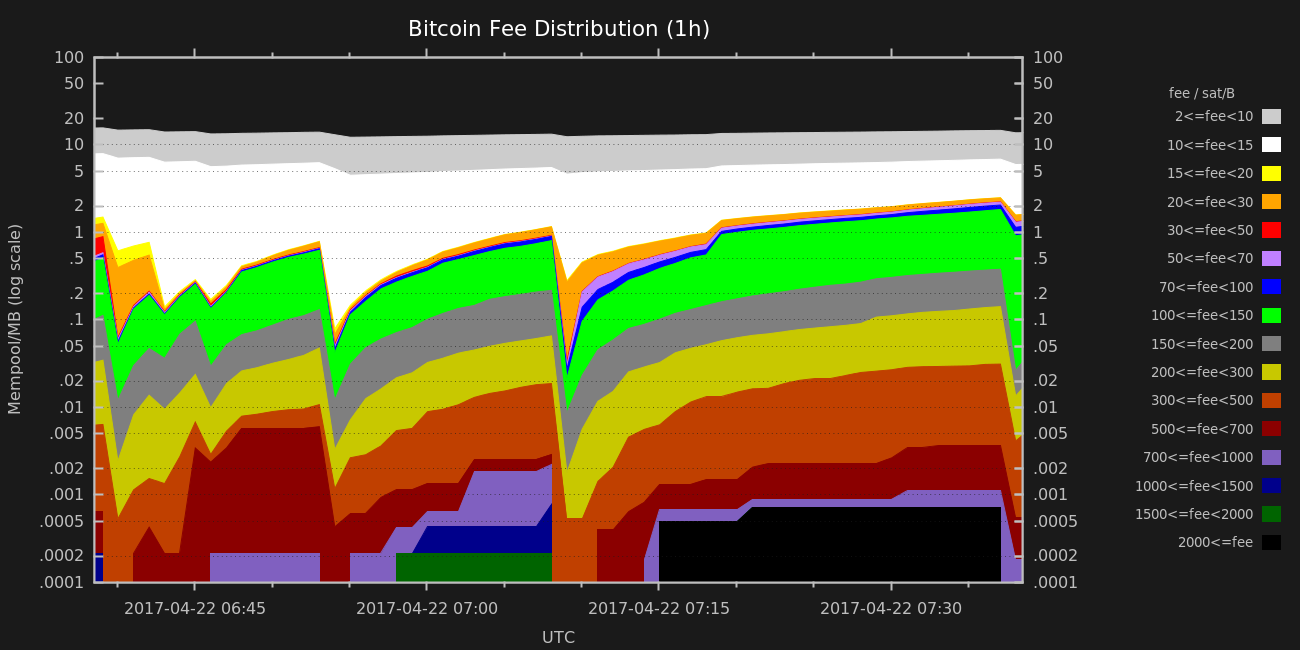 Bitcoin Fee Distribution (1h)
100 100
50 50
20 20
10 10
5 5
2 2
1 1
.5 .5
.2 .2
.1 .1
.05 .05
.02 .02
.01 .01
.005 .005
.002 .002
.001 .001
.0005 .0005
.0002 .0002
.0001 .0001
Mempool/MB (log scale)
2017-04-22 06:45 2017-04-22 07:00 2017-04-22 07:15 2017-04-22 07:30
UTC
fee / sat/B
2<=fee<10
10<=fee<15
15<=fee<20
20<=fee<30
30<=fee<50
50<=fee<70
70<=fee<100
100<=fee<150
150<=fee<200
200<=fee<300
300<=fee<500
500<=fee<700
700<=fee<1000
1000<=fee<1500
1500<=fee<2000
2000<=fee